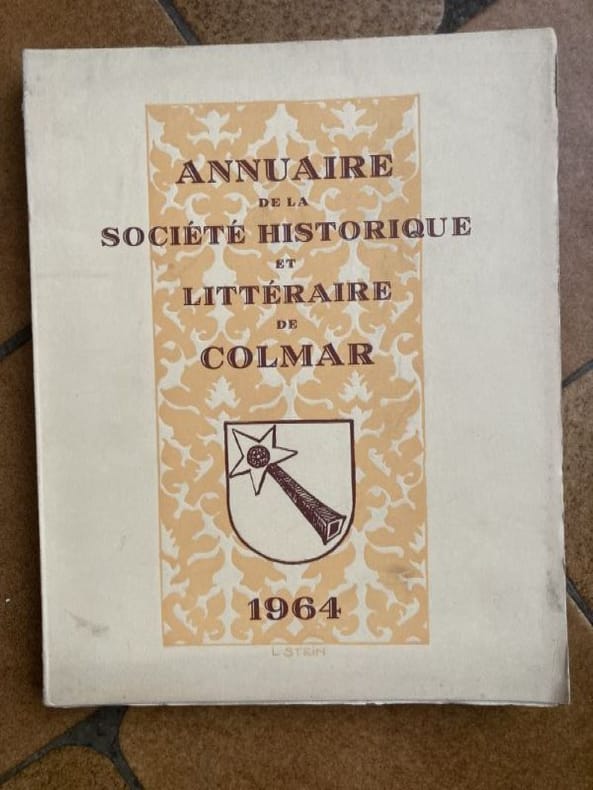 ANNUAIRE
DE LA
SOCIÉTÉ HISTORIQUE
ET
LITTÉRAIRE
DE
COLMAR
1964
L. STEIN